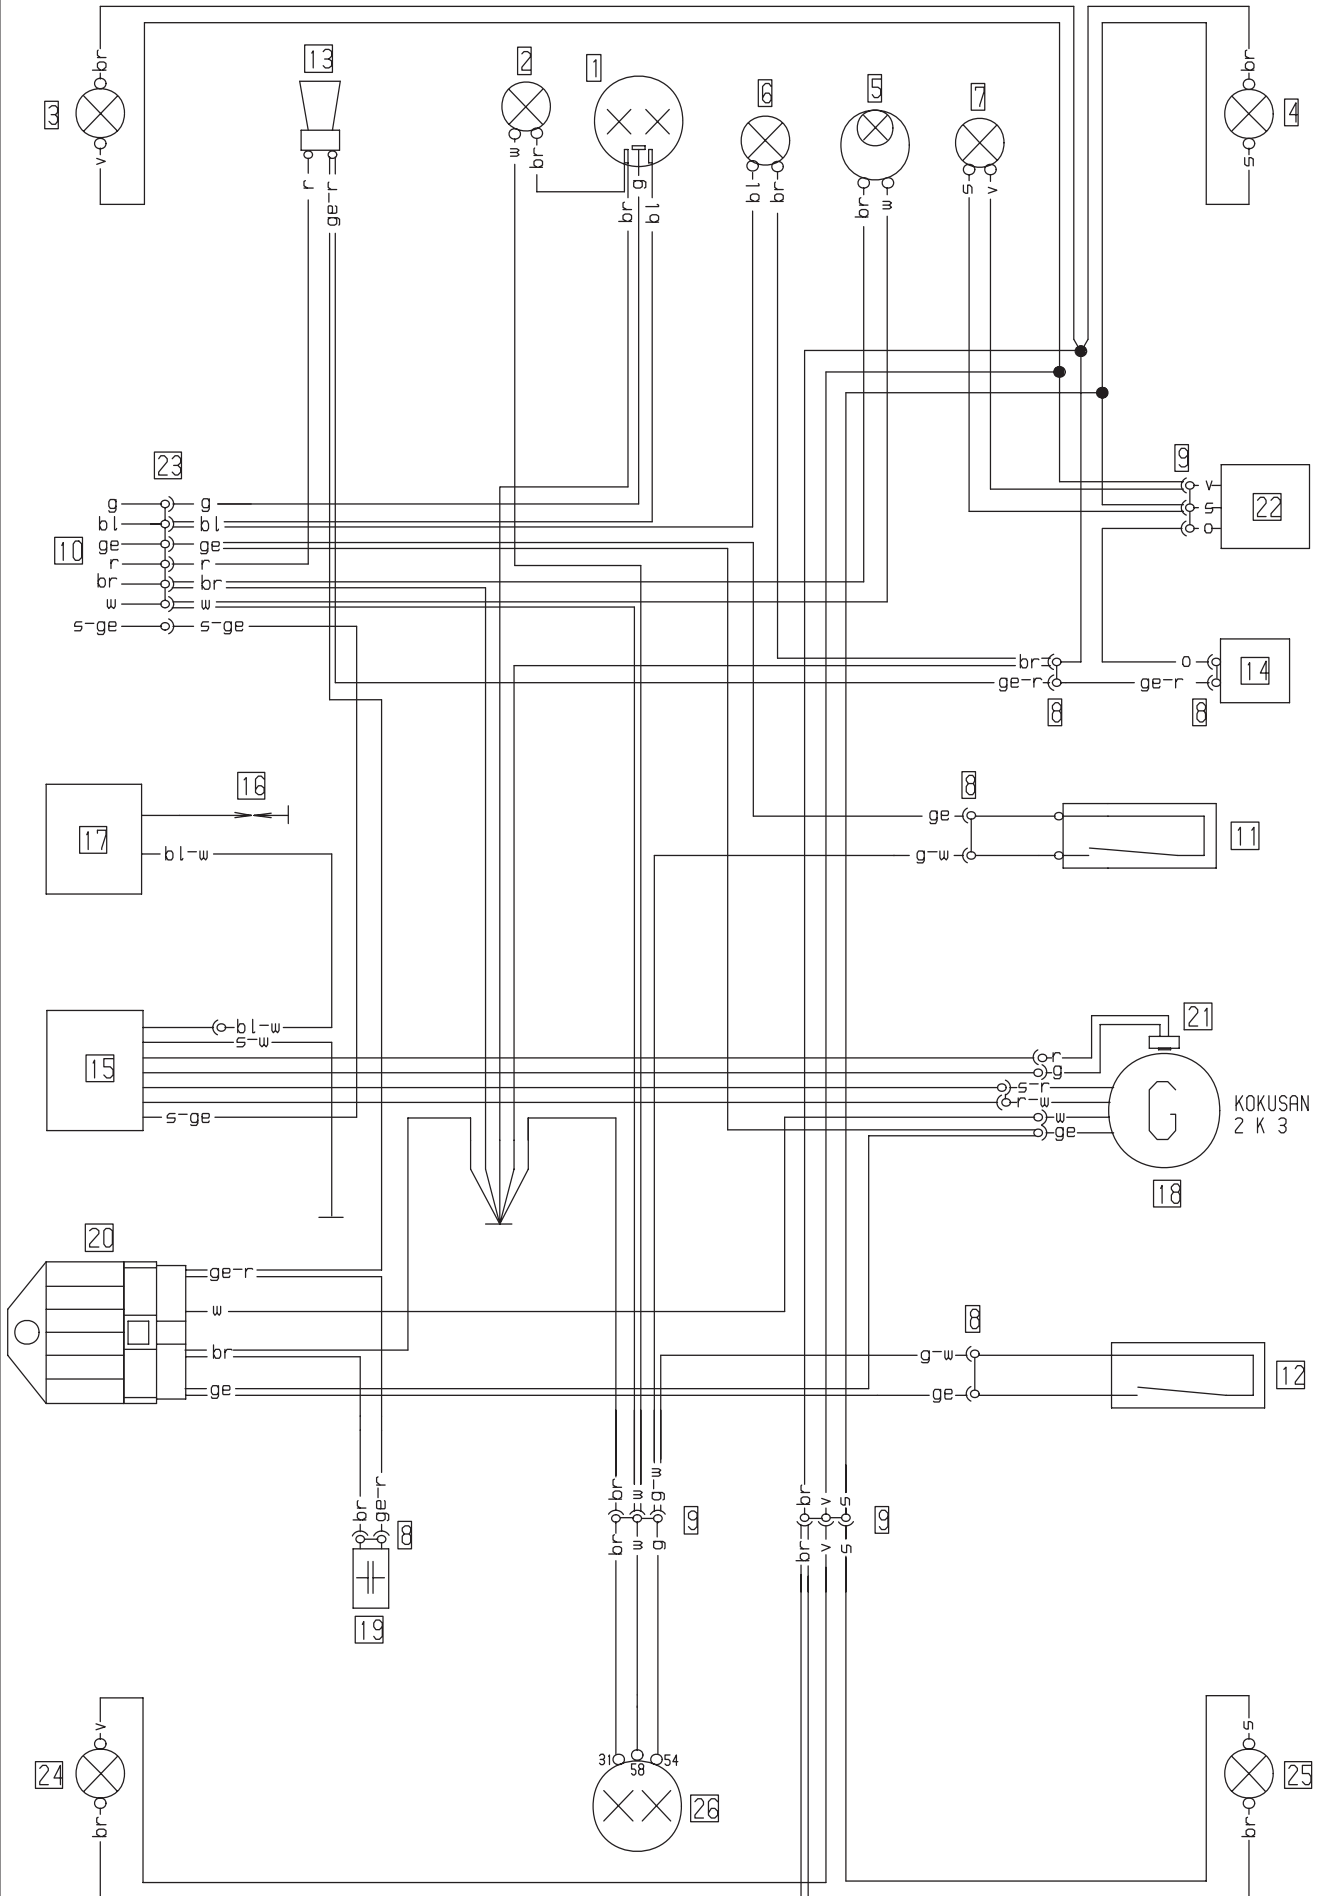 br
13
2
1
6
5
7
br
3
4
v
s
r
ge-r
w
br
br
g
bl
bl
br
br
w
s
v
23
9
g g
bl bl
10
ge ge
r r
br br
w w
s-ge s-ge
v
s
o
22
br
ge-r
o
ge-r
14
8
8
16
17
bl-w
8
ge
g-w
11
15
bl-w
s-w
s-ge
21
r
g
s-r
r-w
w
ge
G
KOKUSAN
2 K 3
18
20
ge-r
w
br
ge
8
g-w
ge
12
br
ge-r
8
19
br
w
g-w
9
br
w
g
br
v
s
9
br
v
s
v
24
br
31
58
54
26
s
25
br